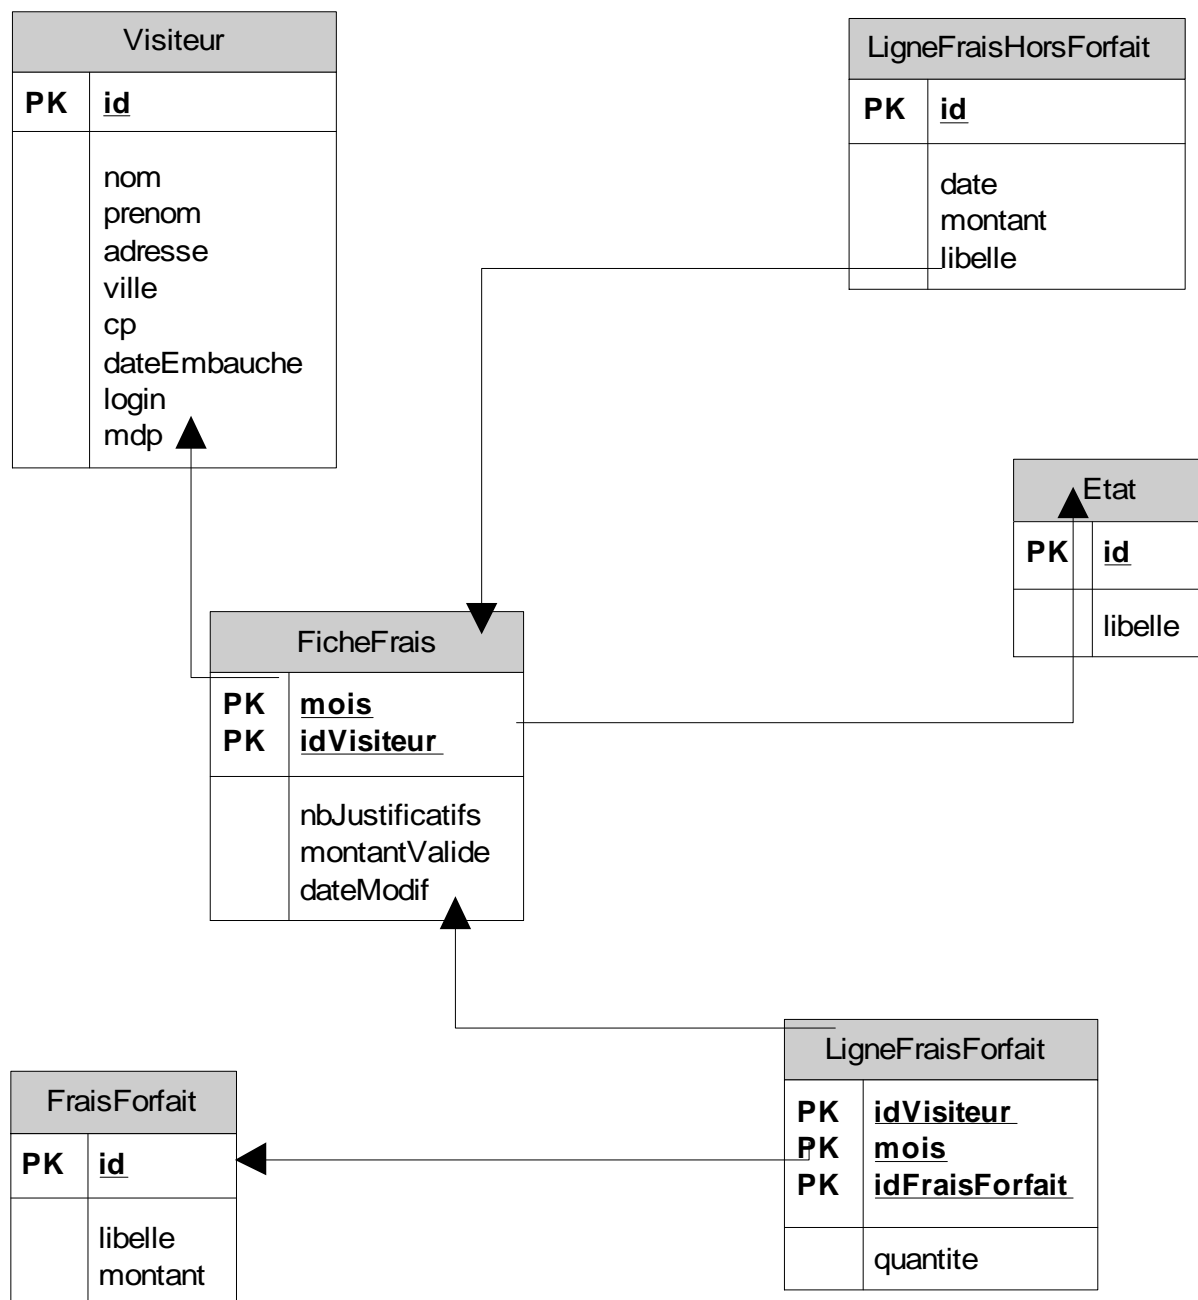 Visiteur
PK id
nom
prenom
adresse
ville
cp
dateEmbauche
login
mdp
LigneFraisHorsForfait
PK id
date
montant
libelle
Etat
PK id
libelle
FicheFrais
PK mois
PK idVisiteur
nbJustificatifs
montantValide
dateModif
LigneFraisForfait
PK idVisiteur
PK mois
PK idFraisForfait
quantite
FraisForfait
PK id
libelle
montant